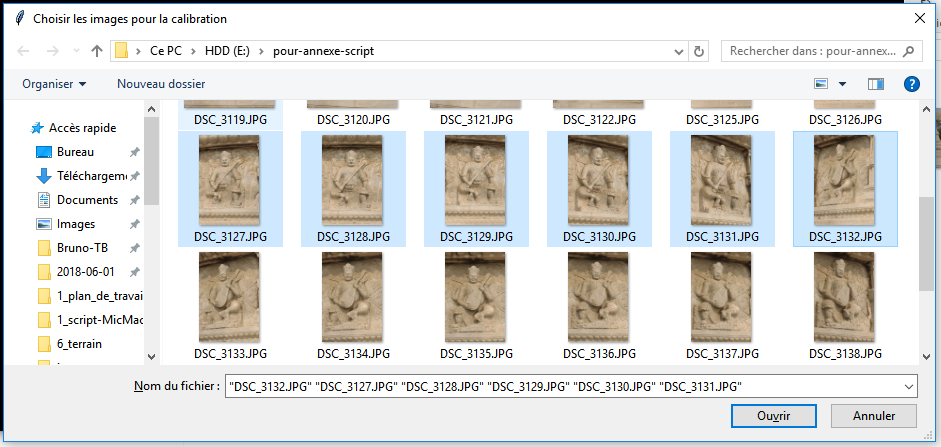 Choisir les images pour la calibration
Ce PC > HDD (E:) > pour-annexe-script
Rechercher dans : pour-annex...
Organiser Nouveau dossier
Accès rapide
Bureau
Téléchargem
Documents
Images
Bruno-TB
2018-06-01
1_plan_de_travai
1_script-MicMac
6_terrain
DSC_3119.JPG DSC_3120.JPG DSC_3121.JPG DSC_3122.JPG DSC_3125.JPG DSC_3126.JPG
DSC_3127.JPG DSC_3128.JPG DSC_3129.JPG DSC_3130.JPG DSC_3131.JPG DSC_3132.JPG
DSC_3133.JPG DSC_3134.JPG DSC_3135.JPG DSC_3136.JPG DSC_3137.JPG DSC_3138.JPG
Nom du fichier : "DSC_3132.JPG" "DSC_3127.JPG" "DSC_3128.JPG" "DSC_3129.JPG" "DSC_3130.JPG" "DSC_3131.JPG"
Ouvrir Annuler